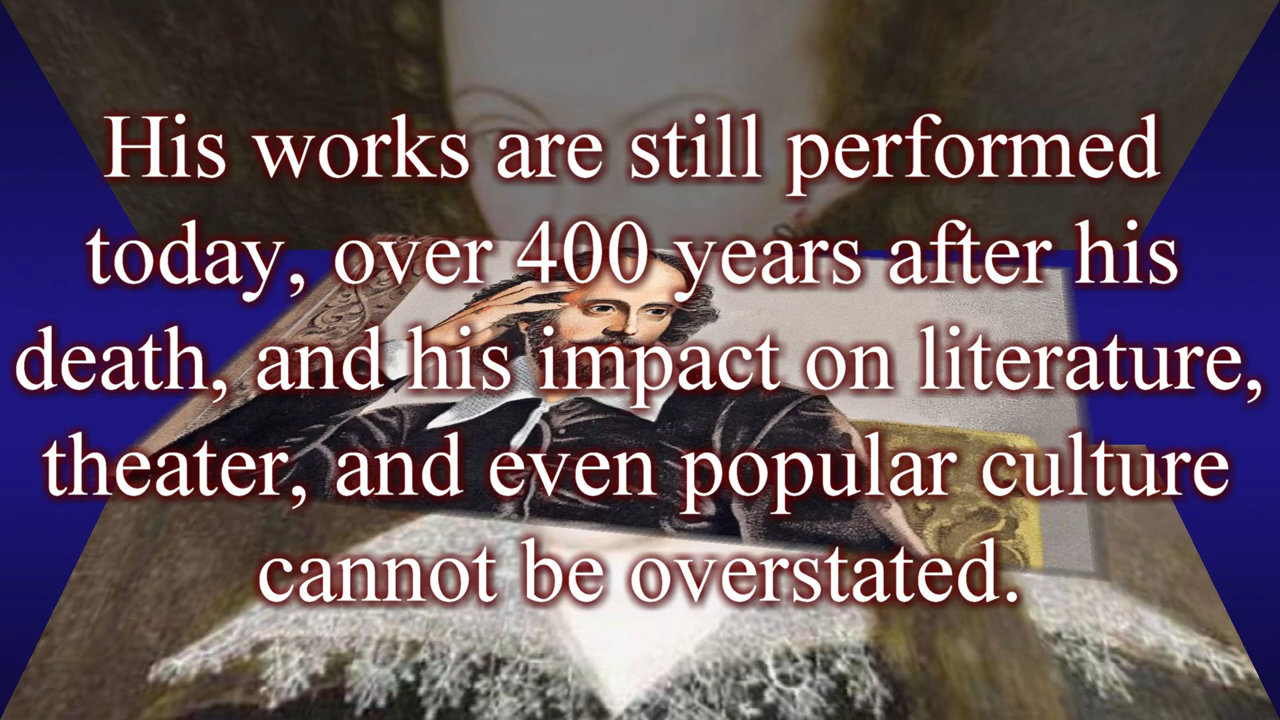 His works are still performed
today, over 400 years after his
death, and his impact on literature,
theater, and even popular culture
cannot be overstated.